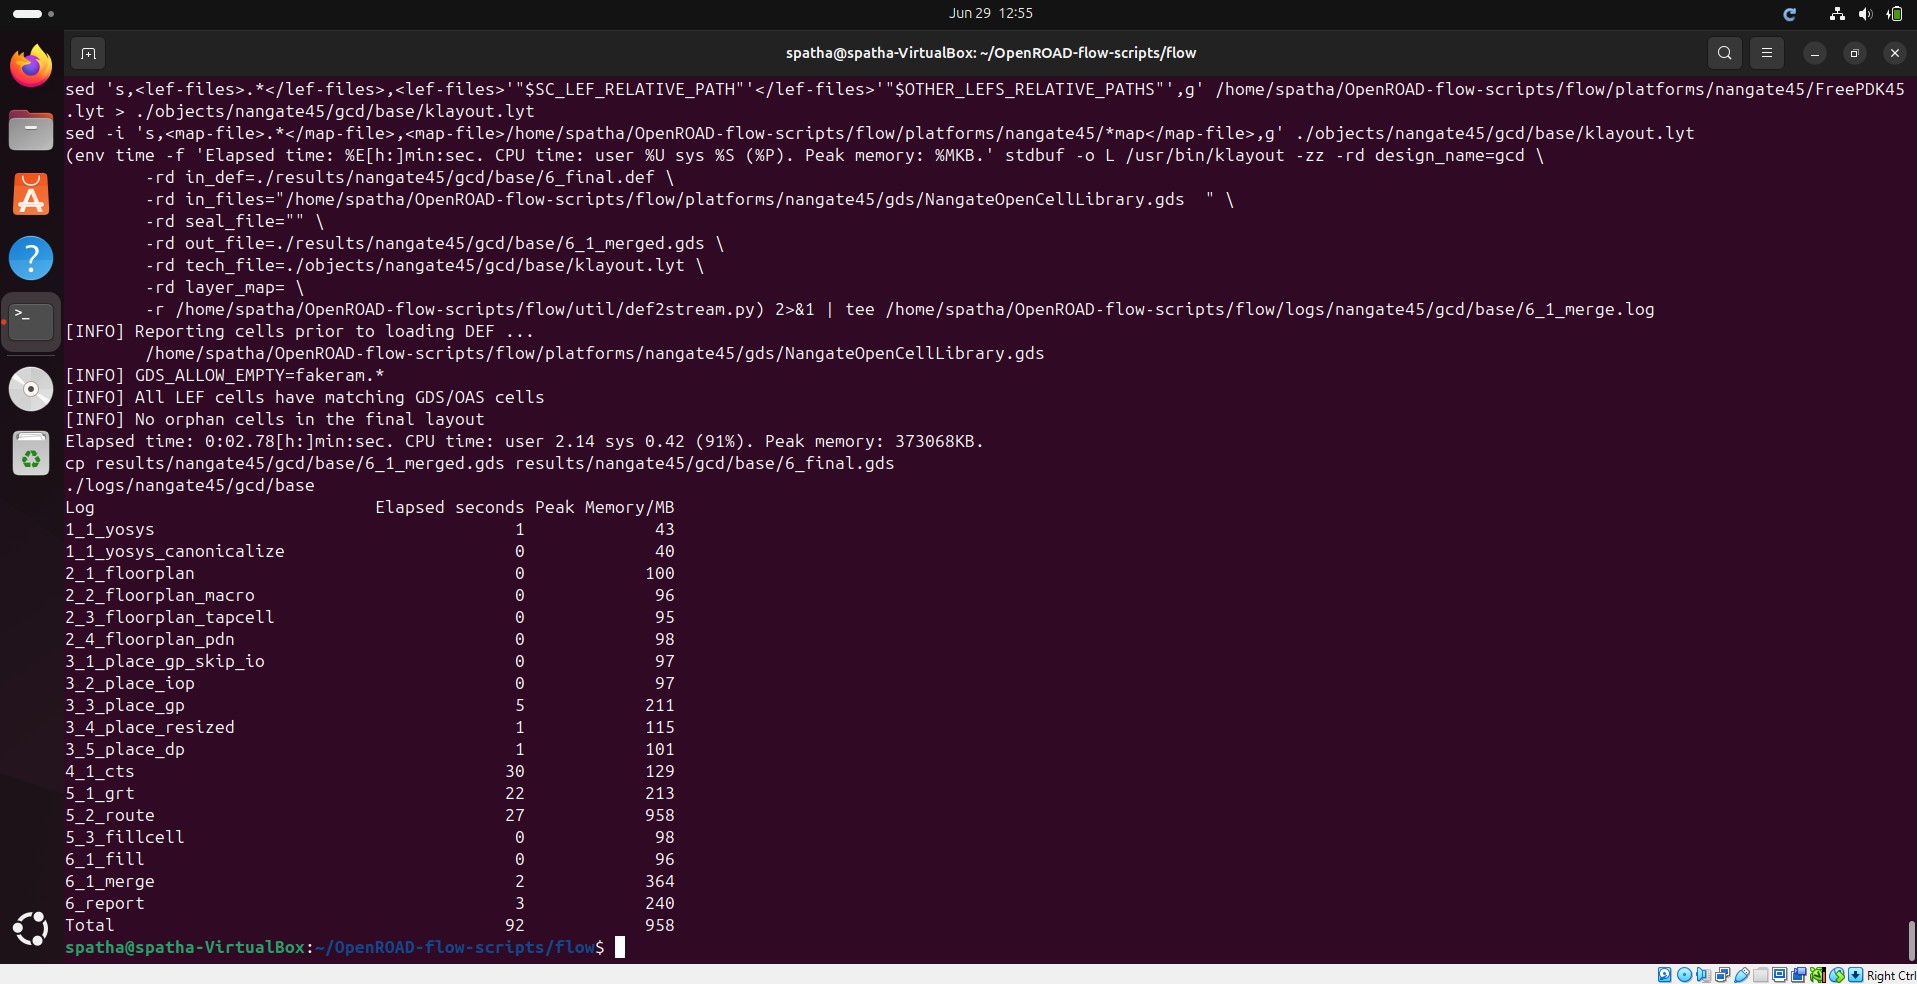 Jun 29 12:55
spatha@spatha-VirtualBox: ~/OpenROAD-flow-scripts/flow
sed 's,<lef-files>.*</lef-files>,<lef-files>'"$SC_LEF_RELATIVE_PATH"'</lef-files>'"$OTHER_LEFS_RELATIVE_PATHS"',g' /home/spatha/OpenROAD-flow-scripts/flow/platforms/nangate45/FreePDK45
.lyt > ./objects/nangate45/gcd/base/klayout.lyt
sed -i 's,<map-file>.*</map-file>,<map-file>/home/spatha/OpenROAD-flow-scripts/flow/platforms/nangate45/*map</map-file>,g' ./objects/nangate45/gcd/base/klayout.lyt
(env time -f 'Elapsed time: %E[h:]min:sec. CPU time: user %U sys %S (%P). Peak memory: %MKB.' stdbuf -o L /usr/bin/klayout -zz -rd design_name=gcd \
        -rd in_def=./results/nangate45/gcd/base/6_final.def \
        -rd in_files="/home/spatha/OpenROAD-flow-scripts/flow/platforms/nangate45/gds/NangateOpenCellLibrary.gds  " \
        -rd seal_file="" \
        -rd out_file=./results/nangate45/gcd/base/6_1_merged.gds \
        -rd tech_file=./objects/nangate45/gcd/base/klayout.lyt \
        -rd layer_map= \
        -r /home/spatha/OpenROAD-flow-scripts/flow/util/def2stream.py) 2>&1 | tee /home/spatha/OpenROAD-flow-scripts/flow/logs/nangate45/gcd/base/6_1_merge.log
[INFO] Reporting cells prior to loading DEF ...
        /home/spatha/OpenROAD-flow-scripts/flow/platforms/nangate45/gds/NangateOpenCellLibrary.gds
[INFO] GDS_ALLOW_EMPTY=fakeram.*
[INFO] All LEF cells have matching GDS/OAS cells
[INFO] No orphan cells in the final layout
Elapsed time: 0:02.78[h:]min:sec. CPU time: user 2.14 sys 0.42 (91%). Peak memory: 373068KB.
cp results/nangate45/gcd/base/6_1_merged.gds results/nangate45/gcd/base/6_final.gds
./logs/nangate45/gcd/base
Log                            Elapsed seconds Peak Memory/MB
1_1_yosys                                    1             43
1_1_yosys_canonicalize                       0             40
2_1_floorplan                                0            100
2_2_floorplan_macro                          0             96
2_3_floorplan_tapcell                        0             95
2_4_floorplan_pdn                            0             98
3_1_place_gp_skip_io                         0             97
3_2_place_iop                                0             97
3_3_place_gp                                 5            211
3_4_place_resized                            1            115
3_5_place_dp                                 1            101
4_1_cts                                     30            129
5_1_grt                                     22            213
5_2_route                                   27            958
5_3_fillcell                                 0             98
6_1_fill                                     0             96
6_1_merge                                    2            364
6_report                                     3            240
Total                                       92            958
spatha@spatha-VirtualBox:~/OpenROAD-flow-scripts/flow$
Right Ctrl